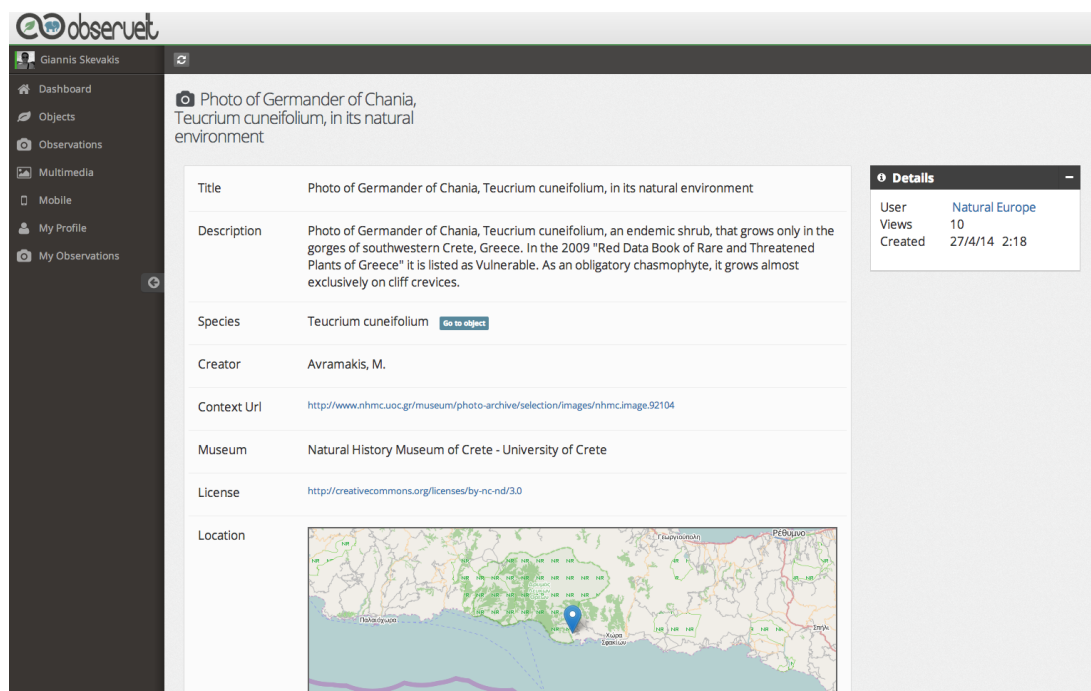 observeit
Giannis Skevakis
Dashboard
Objects
Observations
Multimedia
Mobile
My Profile
My Observations
Photo of Germander of Chania,
Teucrium cuneifolium, in its natural
environment
Title
Photo of Germander of Chania, Teucrium cuneifolium, in its natural environment
Description
Photo of Germander of Chania, Teucrium cuneifolium, an endemic shrub, that grows only in the
gorges of southwestern Crete, Greece. In the 2009 "Red Data Book of Rare and Threatened
Plants of Greece" it is listed as Vulnerable. As an obligatory chasmophyte, it grows almost
exclusively on cliff crevices.
Species
Teucrium cuneifolium Go to object
Creator
Avramakis, M.
Context Url
http://www.nhmc.uoc.gr/museum/photo-archive/selection/images/nhmc.image.92104
Museum
Natural History Museum of Crete - University of Crete
License
http://creativecommons.org/licenses/by-nc-nd/3.0
Location
Γεωργιούπολη
Ρέθυμνο
Παλαιόχωρα
Χώρα
Σφακίων
Σπήλι
Details
User Natural Europe
Views 10
Created 27/4/14 2:18